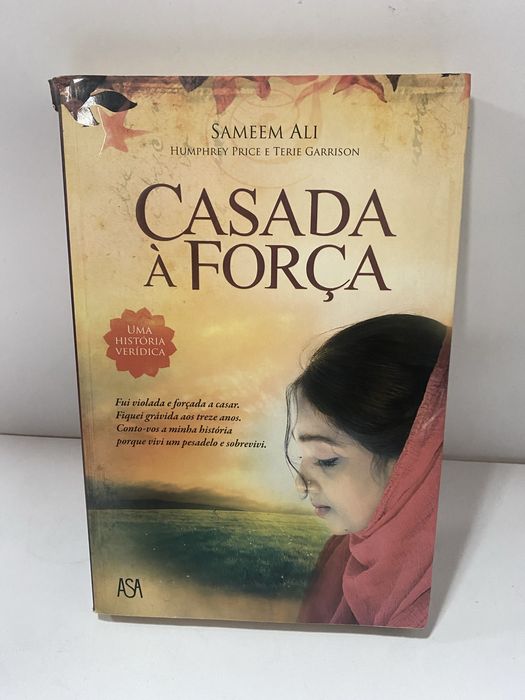 SAMEEM ALI
HUMPHREY PRICE E TERIE GARRISON
CASADA
À FORÇA
UMA
HISTÓRIA
VERÍDICA
Fui violada e forçada a casar.
Fiquei grávida aos treze anos.
Conto-vos a minha história
porque vivi um pesadelo e sobrevivi.
ASA